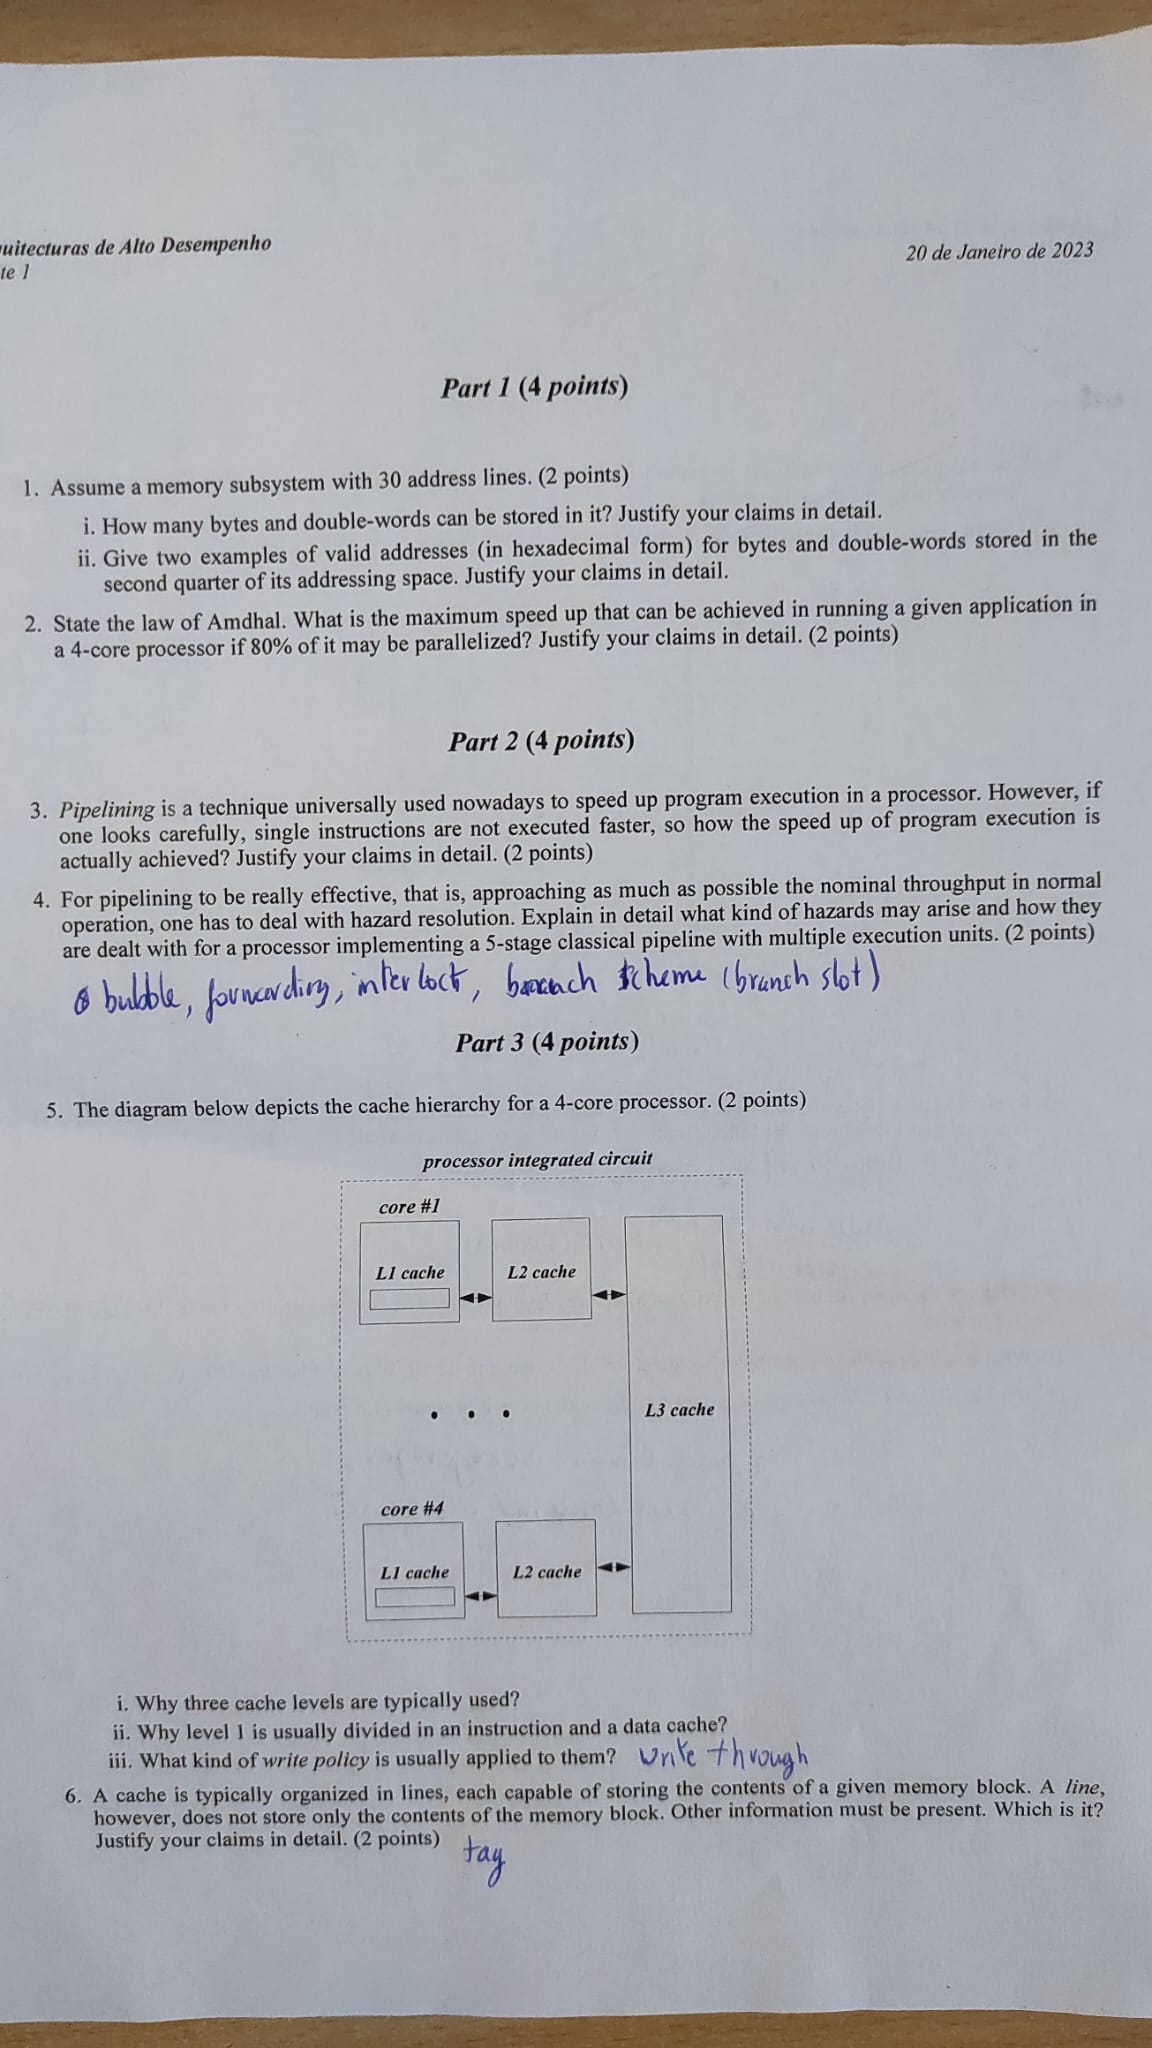 uitecturas de Alto Desempenho
20 de Janeiro de 2023
te 1
Part 1 (4 points)
1. Assume a memory subsystem with 30 address lines. (2 points)
i. How many bytes and double-words can be stored in it? Justify your claims in detail.
ii. Give two examples of valid addresses (in hexadecimal form) for bytes and double-words stored in the
second quarter of its addressing space. Justify your claims in detail.
2. State the law of Amdhal. What is the maximum speed up that can be achieved in running a given application in
a 4-core processor if 80% of it may be parallelized? Justify your claims in detail. (2 points)
Part 2 (4 points)
3. Pipelining is a technique universally used nowadays to speed up program execution in a processor. However, if
one looks carefully, single instructions are not executed faster, so how the speed up of program execution is
actually achieved? Justify your claims in detail. (2 points)
4. For pipelining to be really effective, that is, approaching as much as possible the nominal throughput in normal
operation, one has to deal with hazard resolution. Explain in detail what kind of hazards may arise and how they
are dealt with for a processor implementing a 5-stage classical pipeline with multiple execution units. (2 points)
bubble, forwarding, interlock, branch scheme (branch slot)
Part 3 (4 points)
5. The diagram below depicts the cache hierarchy for a 4-core processor. (2 points)
processor integrated circuit
core #1
L1 cache
L2 cache
. . .
L3 cache
core #4
L1 cache
L2 cache
i. Why three cache levels are typically used?
ii. Why level 1 is usually divided in an instruction and a data cache?
iii. What kind of write policy is usually applied to them? write through
6. A cache is typically organized in lines, each capable of storing the contents of a given memory block. A line,
however, does not store only the contents of the memory block. Other information must be present. Which is it?
Justify your claims in detail. (2 points)
tag